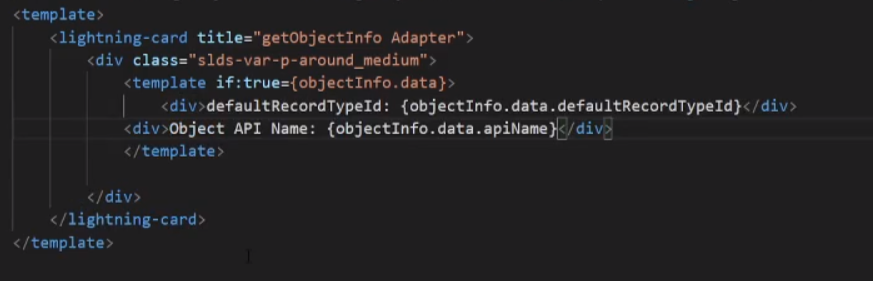 <template>
<lightning-card title="getObjectInfo Adapter">
<div class="slds-var-p-around_medium">
<template if:true={objectInfo.data}>
<div>defaultRecordTypeId: {objectInfo.data.defaultRecordTypeId}</div>
<div>Object API Name: {objectInfo.data.apiName}</div>
</template>
</div>
</lightning-card>
</template>